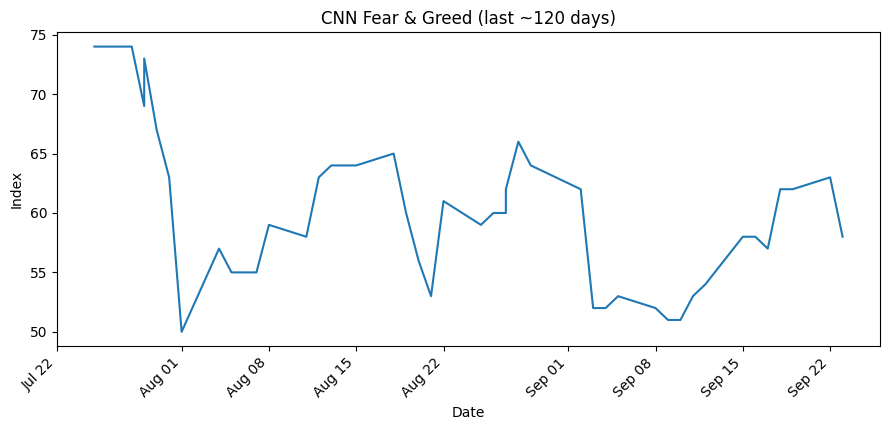 CNN Fear & Greed (last ~120 days)
75
70
65
60
55
50
Index
Jul 22
Aug 01
Aug 08
Aug 15
Aug 22
Sep 01
Sep 08
Sep 15
Sep 22
Date